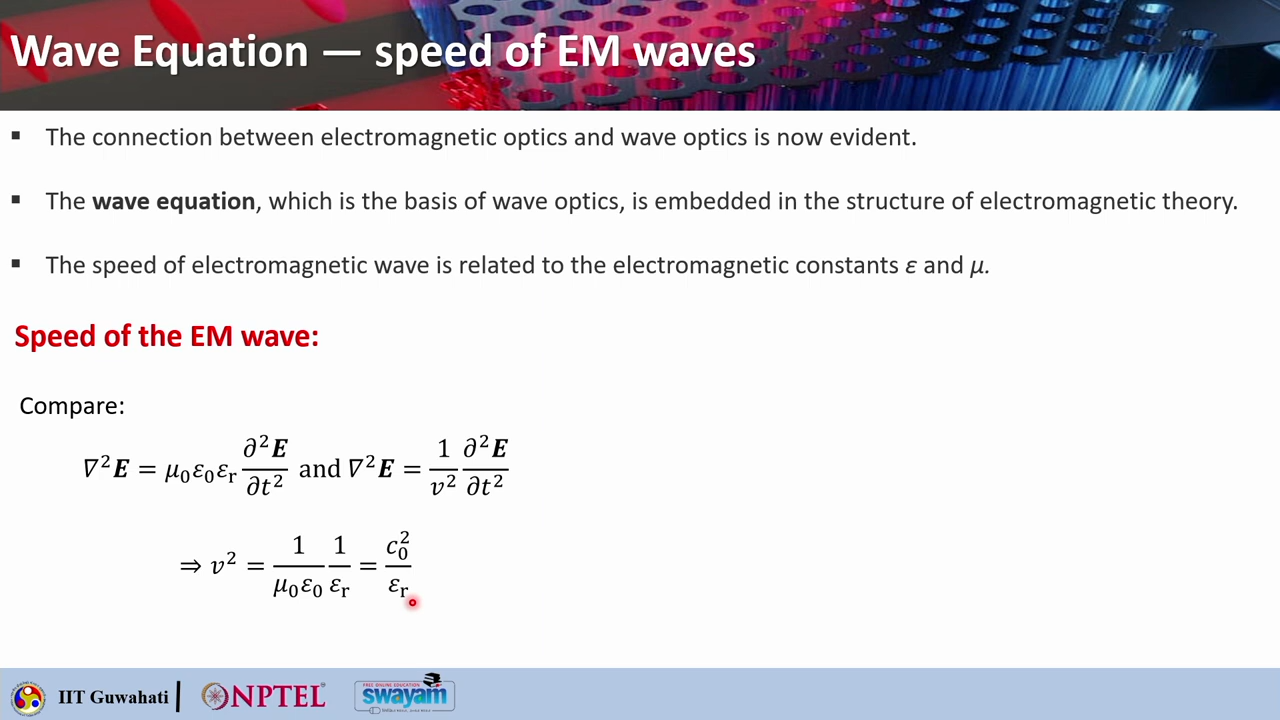 Wave Equation — speed of EM waves
▪ The connection between electromagnetic optics and wave optics is now evident.
▪ The wave equation, which is the basis of wave optics, is embedded in the structure of electromagnetic theory.
▪ The speed of electromagnetic wave is related to the electromagnetic constants ε and μ.
Speed of the EM wave:
Compare:
∇²E = μ₀ε₀εᵣ ∂²E/∂t² and ∇²E = 1/v² ∂²E/∂t²
⇒ v² = 1/μ₀ε₀ 1/εᵣ = c₀²/εᵣ
IIT Guwahati | NPTEL FREE ONLINE EDUCATION swayam